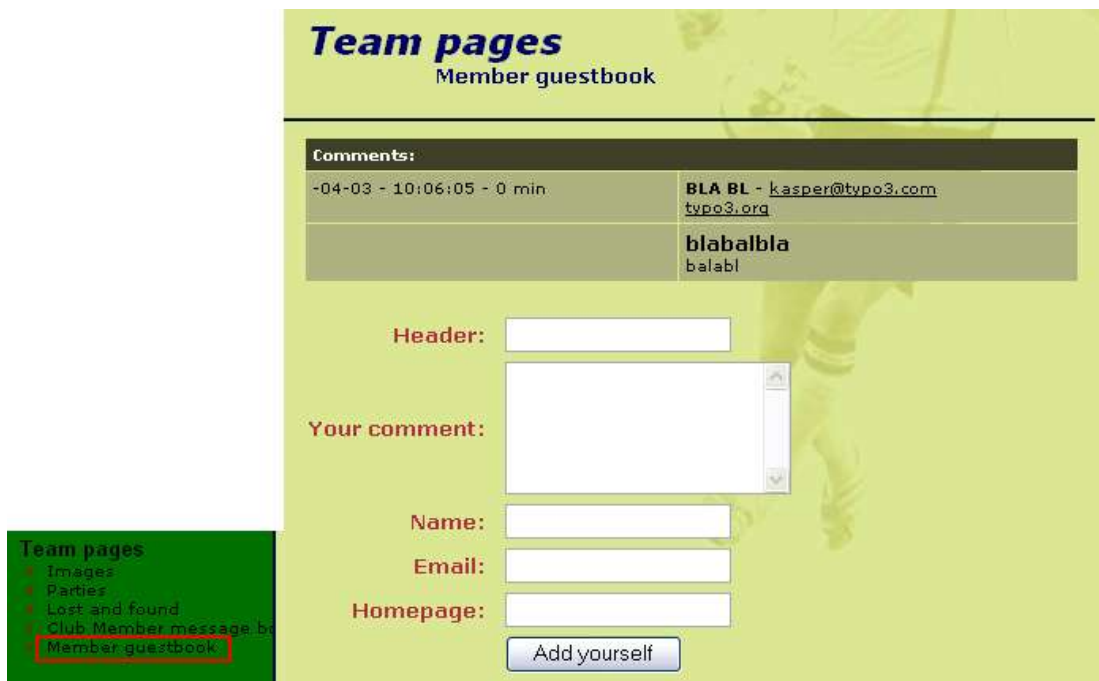 Team pages
Member guestbook
Comments:
-04-03 - 10:06:05 - 0 min
BLA BL - kasper@typo3.com
typo3.org
blabalbla
balabl
Header:
Your comment:
Name:
Email:
Homepage:
Add yourself
Team pages
Images
Parties
Lost and found
Club Member message bo
Member guestbook